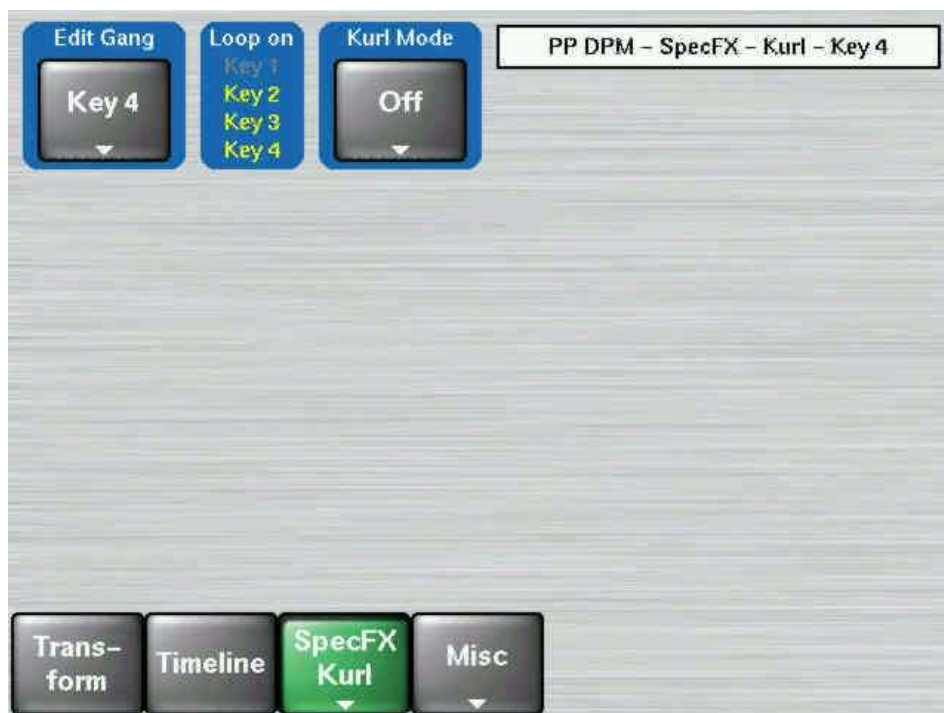 Edit Gang
Key 4
Loop on
Key 1
Key 2
Key 3
Key 4
Kurl Mode
Off
PP DPM – SpecFX – Kurl – Key 4
Trans–
form
Timeline
SpecFX
Kurl
Misc